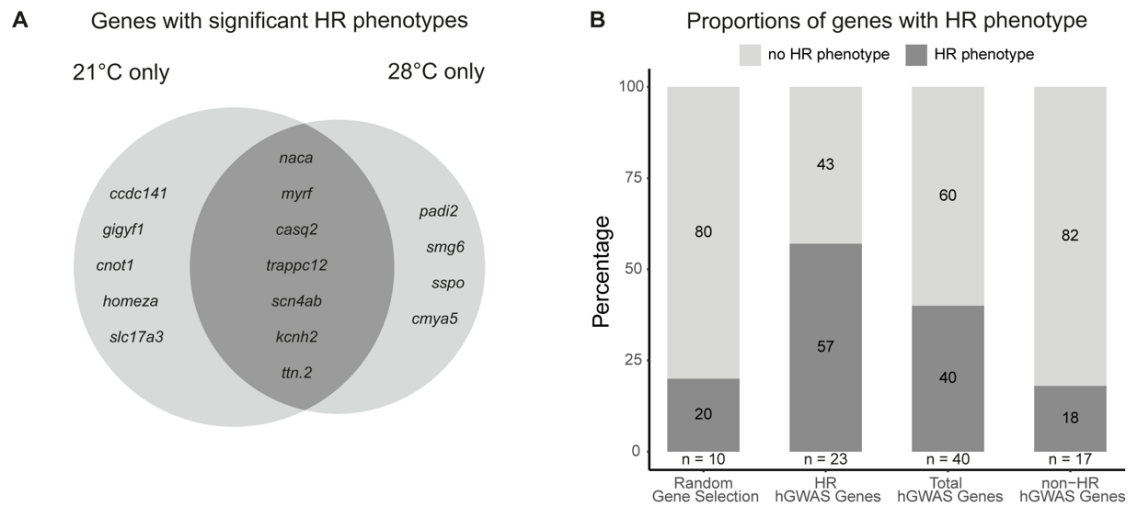 A
Genes with significant HR phenotypes
21°C only
28°C only
ccdc141
gigyf1
cnot1
homeza
slc17a3
naca
myrf
casq2
trappc12
scn4ab
kcnh2
ttn.2
padi2
smg6
sspo
cmya5
B
Proportions of genes with HR phenotype
no HR phenotype
HR phenotype
Percentage
100
75
50
25
0
80
20
43
57
60
40
82
18
n = 10
n = 23
n = 40
n = 17
Random
Gene Selection
HR
hGWAS Genes
Total
hGWAS Genes
non−HR
hGWAS Genes